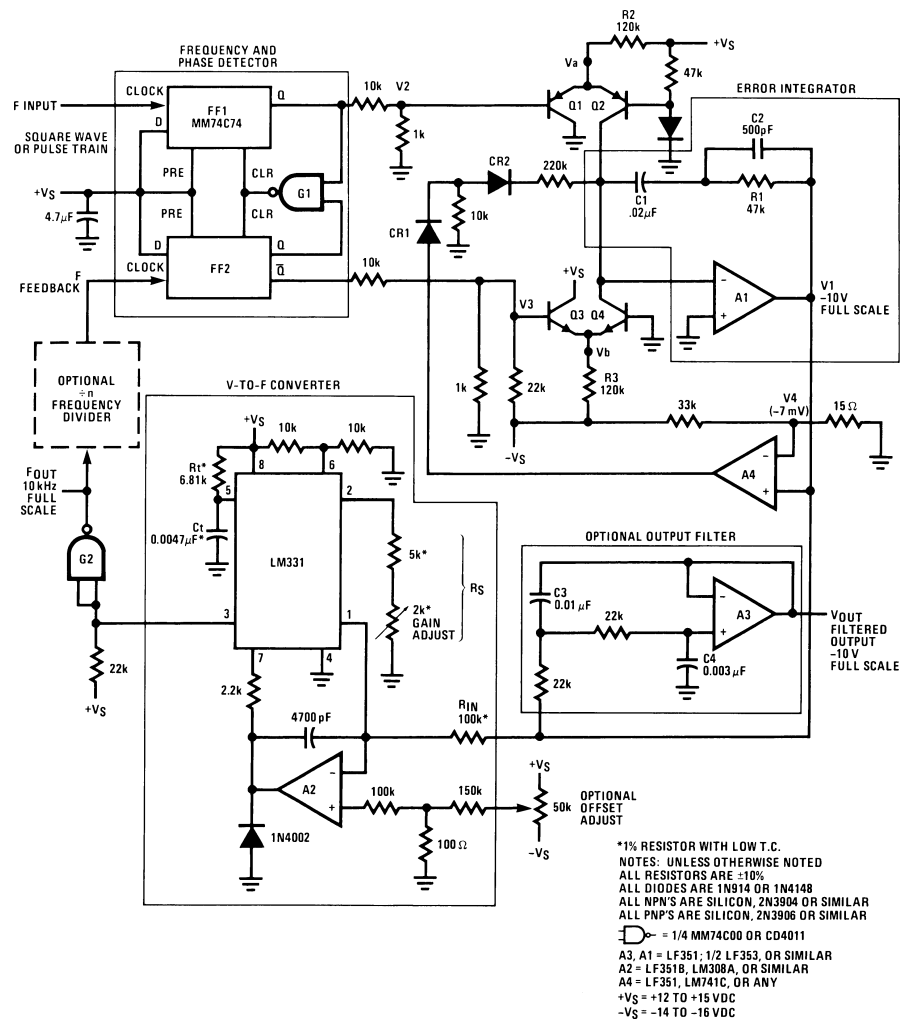 FREQUENCY AND
PHASE DETECTOR
F INPUT
SQUARE WAVE
OR PULSE TRAIN
CLOCK
FF1
MM74C74
Q
D
PRE
CLR
G1
+VS
4.7µF
PRE
CLR
D
Q
CLOCK
FF2
Q̅
F
FEEDBACK
10k
V2
1k
R2
120k
+VS
Va
47k
Q1
Q2
ERROR INTEGRATOR
C2
500pF
CR2
220k
10k
CR1
C1
.02µF
R1
47k
10k
+VS
V3
Q3
Q4
A1
V1
-10V
FULL SCALE
Vb
R3
120k
1k
22k
-VS
33k
V4
(-7 mV)
15 Ω
A4
OPTIONAL
÷n
FREQUENCY
DIVIDER
FOUT
10 kHz
FULL
SCALE
G2
22k
+VS
V-TO-F CONVERTER
+VS
10k
10k
Rt*
6.81k
8
6
5
2
Ct
0.0047µF*
LM331
5k*
2k*
GAIN
ADJUST
RS
3
1
7
4
2.2k
4700 pF
RIN
100k*
A2
1N4002
100k
150k
100 Ω
+VS
50k
-VS
OPTIONAL
OFFSET
ADJUST
OPTIONAL OUTPUT FILTER
C3
0.01 µF
22k
C4
0.003µF
22k
A3
VOUT
FILTERED
OUTPUT
-10 V
FULL SCALE
*1% RESISTOR WITH LOW T.C.
NOTES: UNLESS OTHERWISE NOTED
ALL RESISTORS ARE ±10%
ALL DIODES ARE 1N914 OR 1N4148
ALL NPN'S ARE SILICON, 2N3904 OR SIMILAR
ALL PNP'S ARE SILICON, 2N3906 OR SIMILAR
= 1/4 MM74C00 OR CD4011
A3, A1 = LF351; 1/2 LF353, OR SIMILAR
A2 = LF351B, LM308A, OR SIMILAR
A4 = LF351, LM741C, OR ANY
+VS = +12 TO +15 VDC
-VS = -14 TO -16 VDC